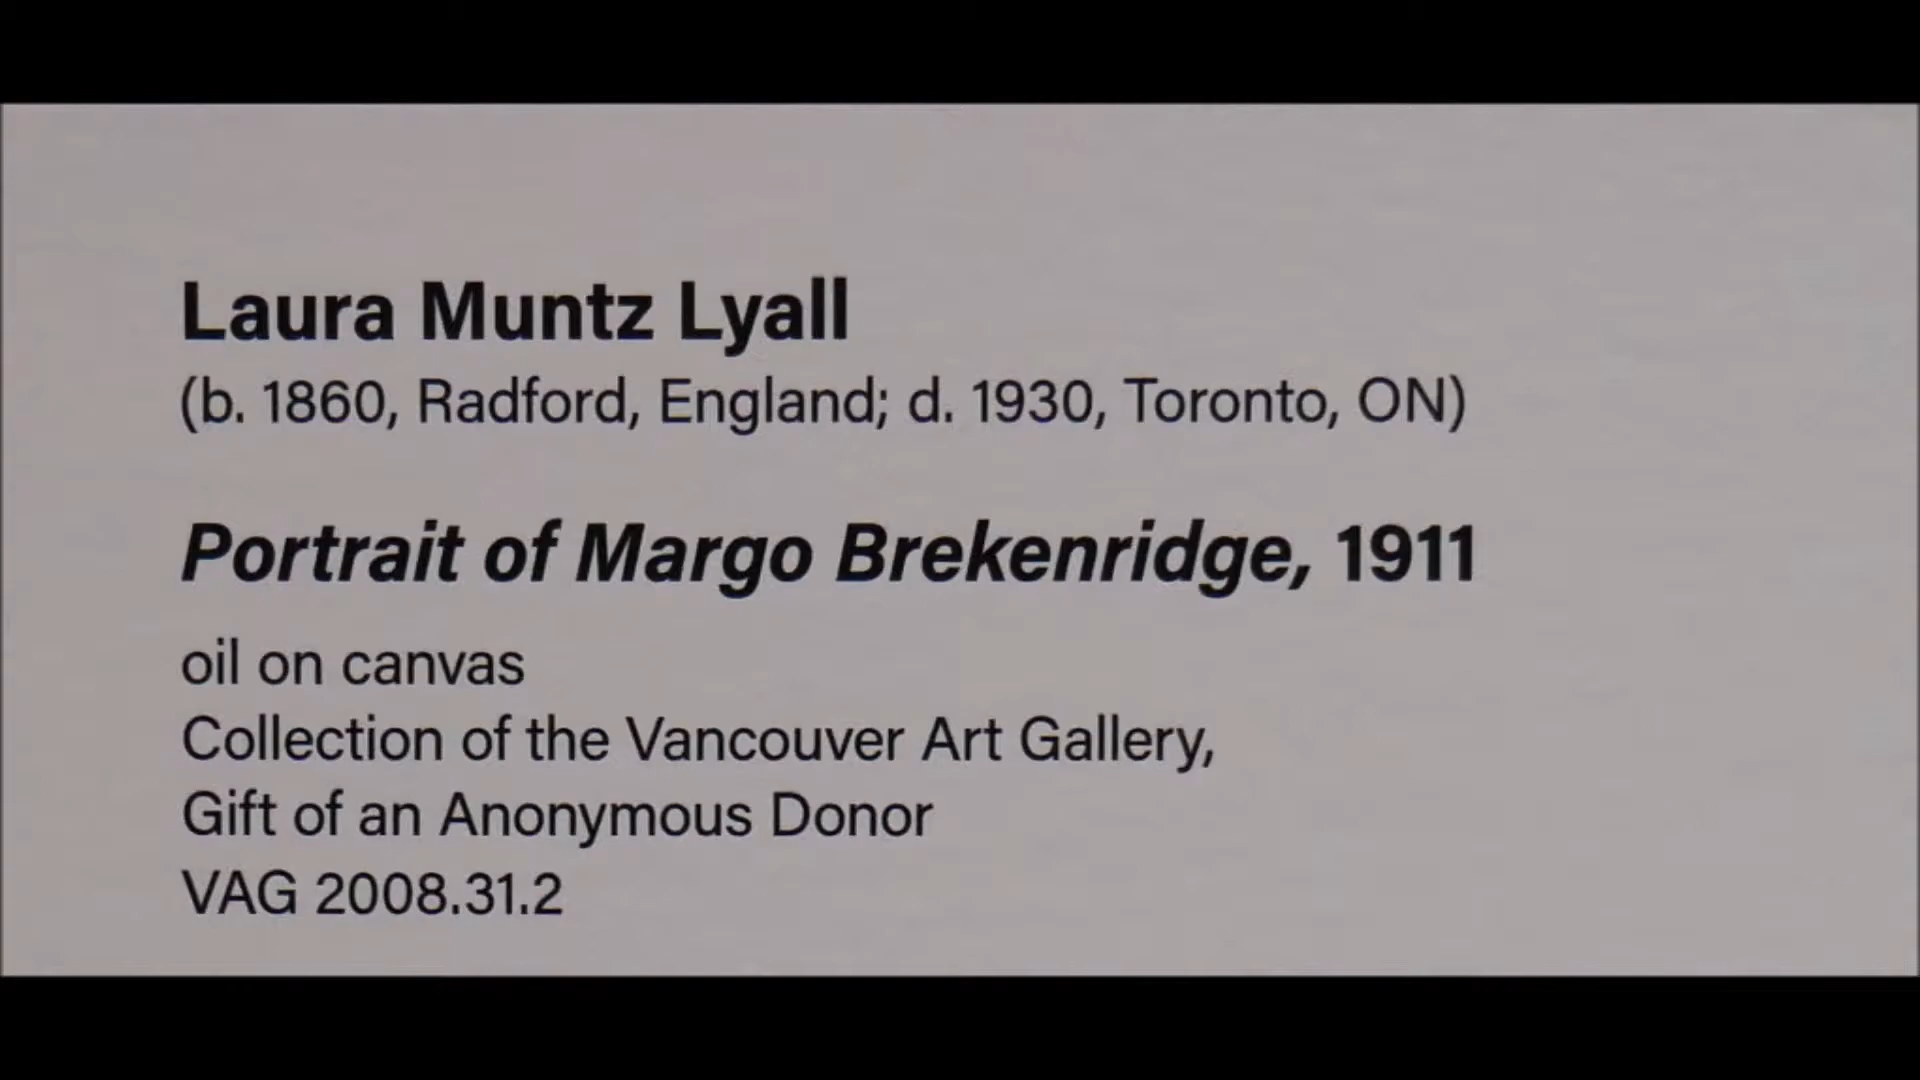 Laura Muntz Lyall
(b. 1860, Radford, England; d. 1930, Toronto, ON)
Portrait of Margo Brekenridge, 1911
oil on canvas
Collection of the Vancouver Art Gallery,
Gift of an Anonymous Donor
VAG 2008.31.2